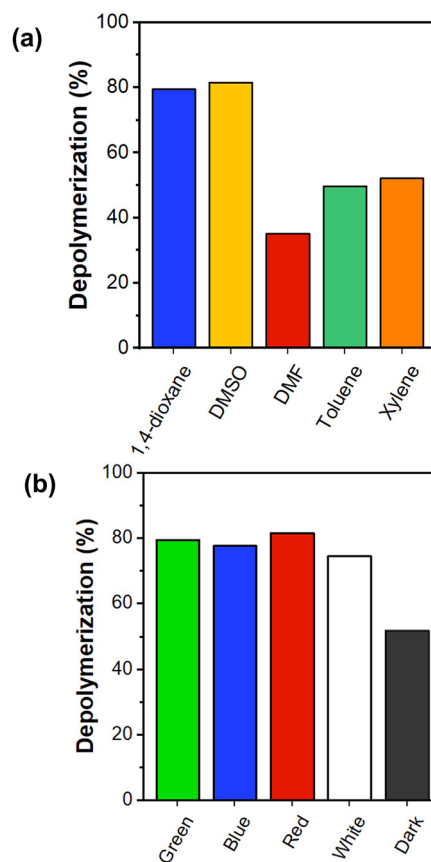 (a)
Depolymerization (%)
100
80
60
40
20
0
1,4-dioxane
DMSO
DMF
Toluene
Xylene
(b)
Depolymerization (%)
100
80
60
40
20
0
Green
Blue
Red
White
Dark